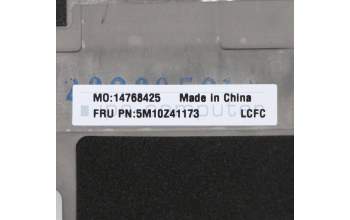 MO:14768425 Made in China
FRU PN:5M10Z41173 LCFC